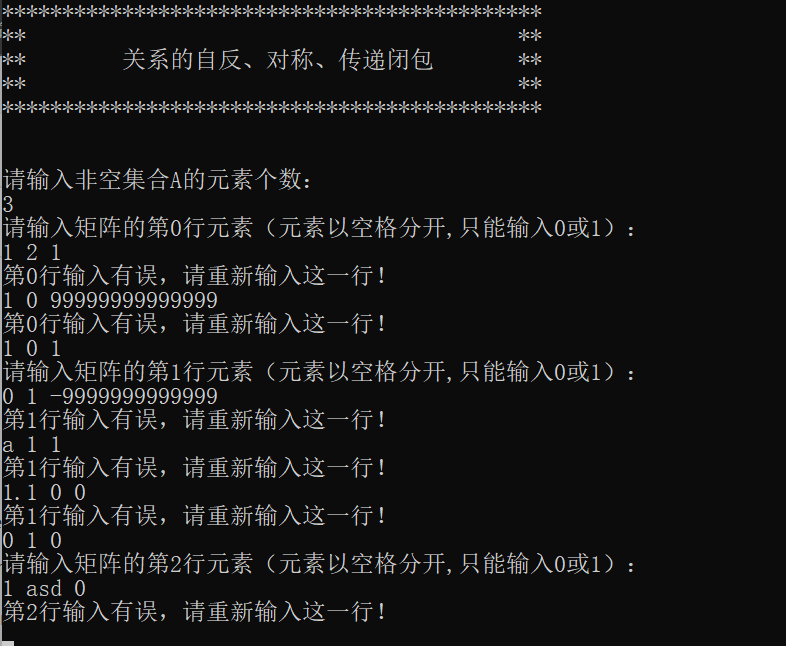 *********************************************
** **
** 关系的自反、对称、传递闭包 **
** **
*********************************************
请输入非空集合A的元素个数：
3
请输入矩阵的第0行元素（元素以空格分开,只能输入0或1）：
1 2 1
第0行输入有误，请重新输入这一行！
1 0 99999999999999
第0行输入有误，请重新输入这一行！
1 0 1
请输入矩阵的第1行元素（元素以空格分开,只能输入0或1）：
0 1 -9999999999999
第1行输入有误，请重新输入这一行！
a 1 1
第1行输入有误，请重新输入这一行！
1.1 0 0
第1行输入有误，请重新输入这一行！
0 1 0
请输入矩阵的第2行元素（元素以空格分开,只能输入0或1）：
1 asd 0
第2行输入有误，请重新输入这一行！